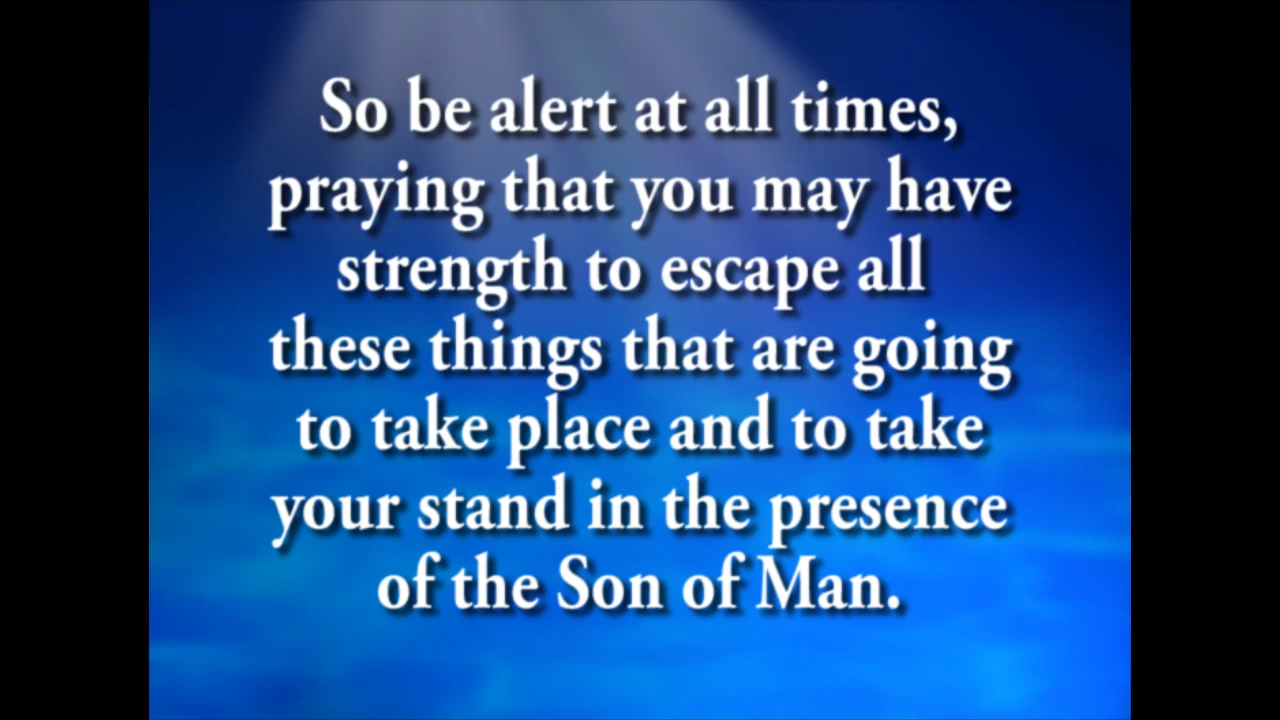 So be alert at all times,
praying that you may have
strength to escape all
these things that are going
to take place and to take
your stand in the presence
of the Son of Man.